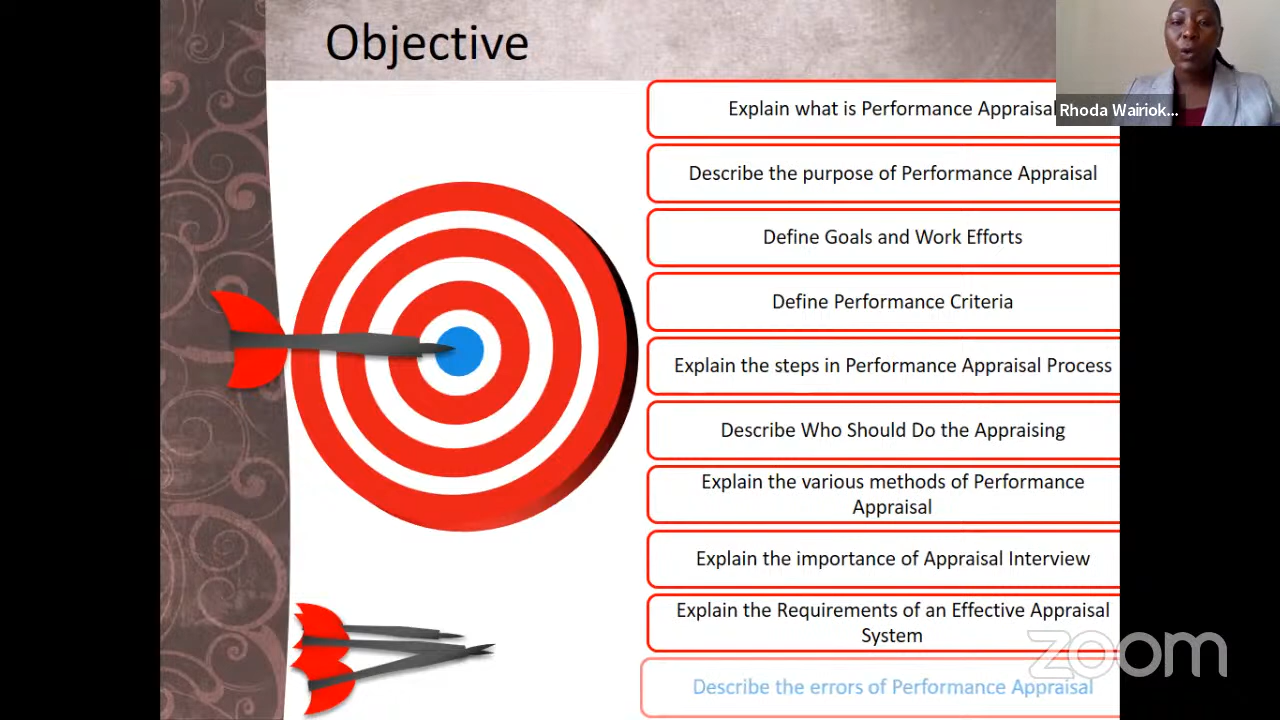 Objective
Explain what is Performance Appraisal
Rhoda Wairiok...
Describe the purpose of Performance Appraisal
Define Goals and Work Efforts
Define Performance Criteria
Explain the steps in Performance Appraisal Process
Describe Who Should Do the Appraising
Explain the various methods of Performance
Appraisal
Explain the importance of Appraisal Interview
Explain the Requirements of an Effective Appraisal
System
zoom
Describe the errors of Performance Appraisal